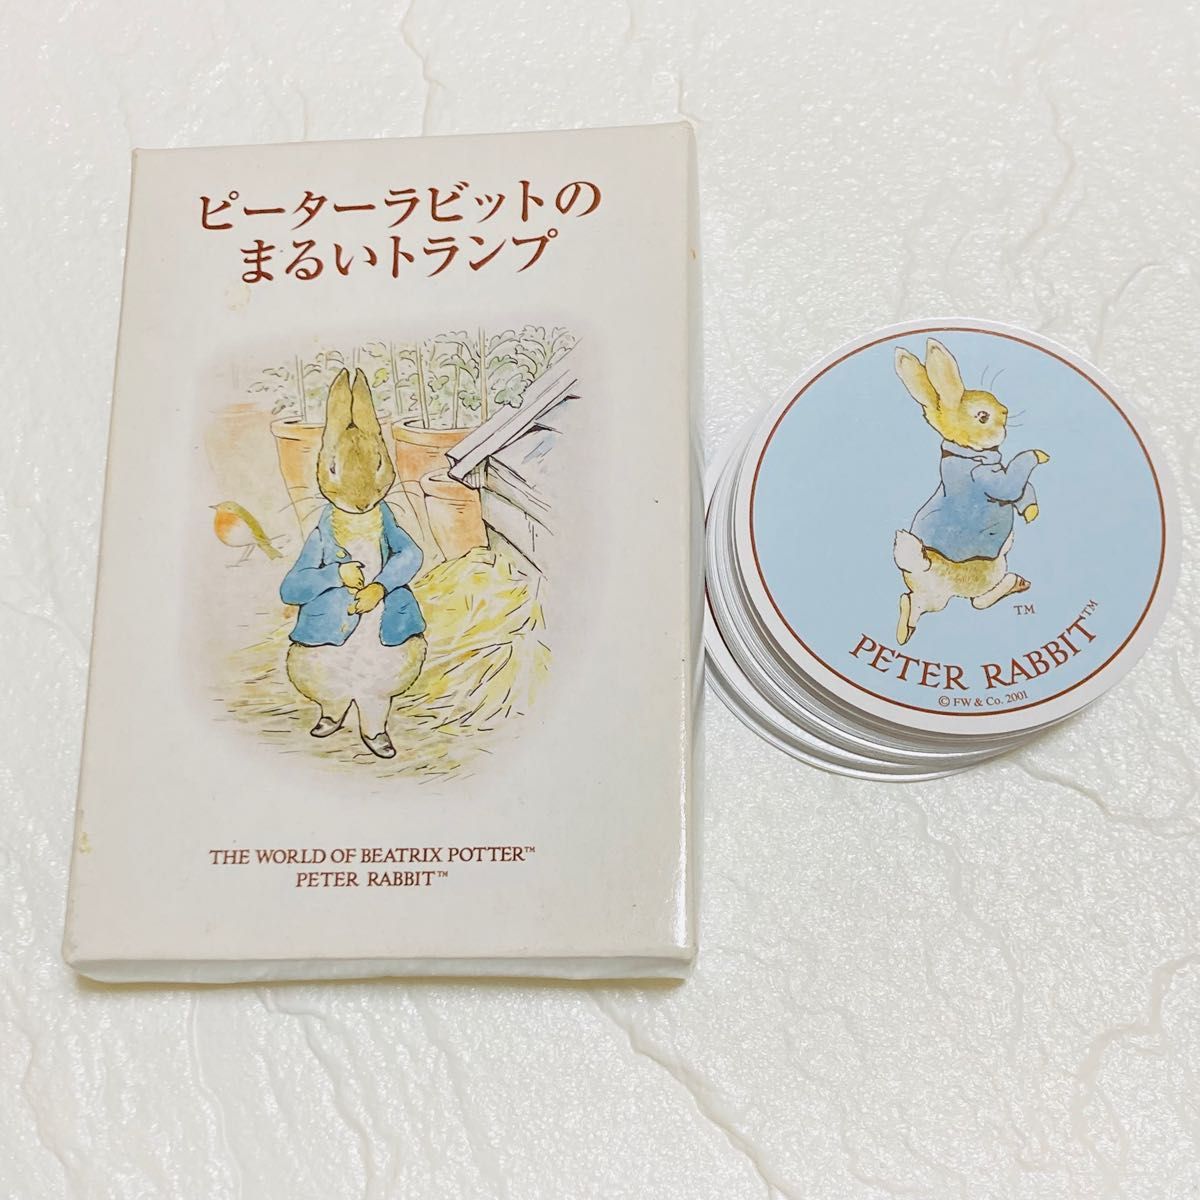 ピーターラビットの
まるいトランプ
THE WORLD OF BEATRIX POTTER™
PETER RABBIT™
TM
PETER RABBIT™
© FW & Co. 2001